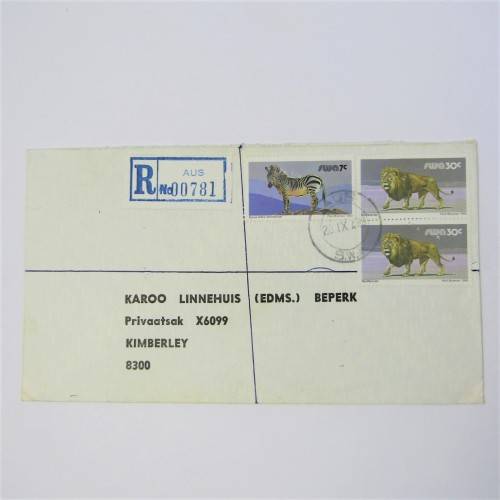 AUS
R No 00781
swa 7c
swa 30c
swa 30c
S.W.
KAROO LINNEHUIS (EDMS.) BEPERK
Privaatsak X6099
KIMBERLEY
8300